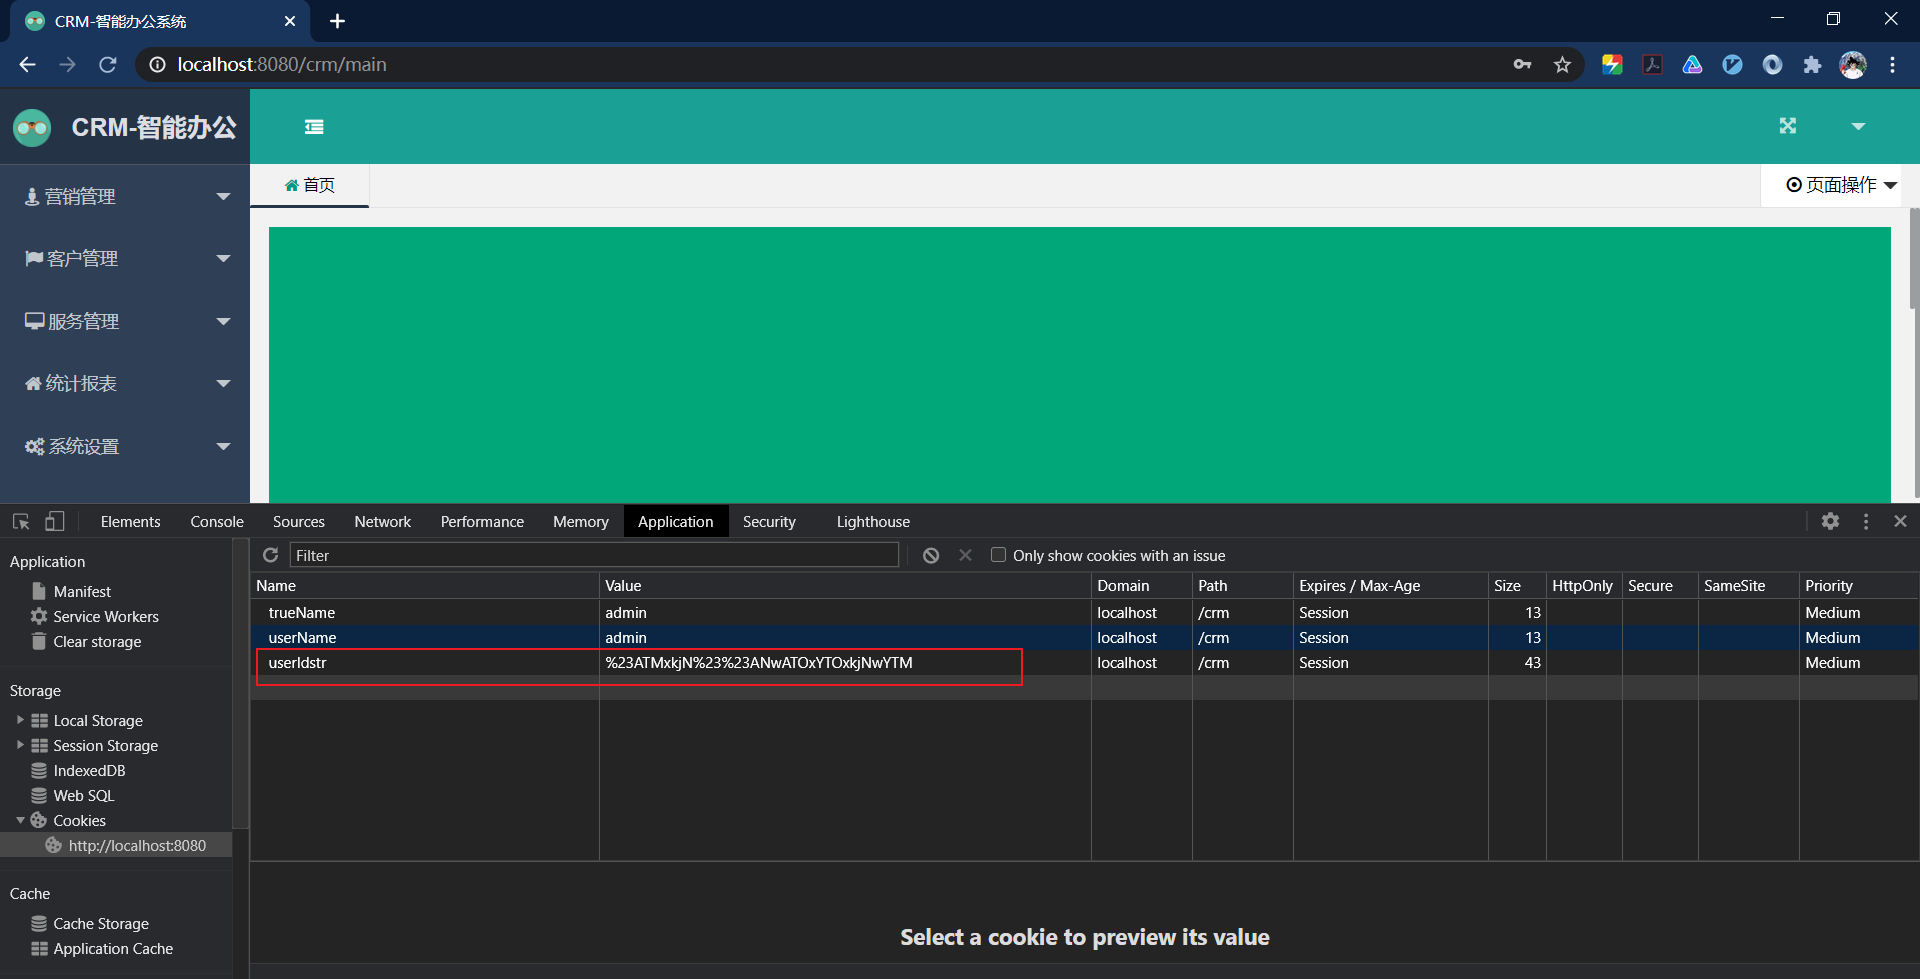 CRM-智能办公系统
localhost:8080/crm/main
CRM-智能办公
首页
页面操作
营销管理
客户管理
服务管理
统计报表
系统设置
Elements Console Sources Network Performance Memory Application Security Lighthouse
Application
Manifest
Service Workers
Clear storage
Storage
Local Storage
Session Storage
IndexedDB
Web SQL
Cookies
http://localhost:8080
Cache
Cache Storage
Application Cache
Filter
Only show cookies with an issue
Name Value Domain Path Expires / Max-Age Size HttpOnly Secure SameSite Priority
trueName admin localhost /crm Session 13 Medium
userName admin localhost /crm Session 13 Medium
userIdstr %23ATMxkjN%23%23ANwATOxYTOxkjNwYTM localhost /crm Session 43 Medium
Select a cookie to preview its value